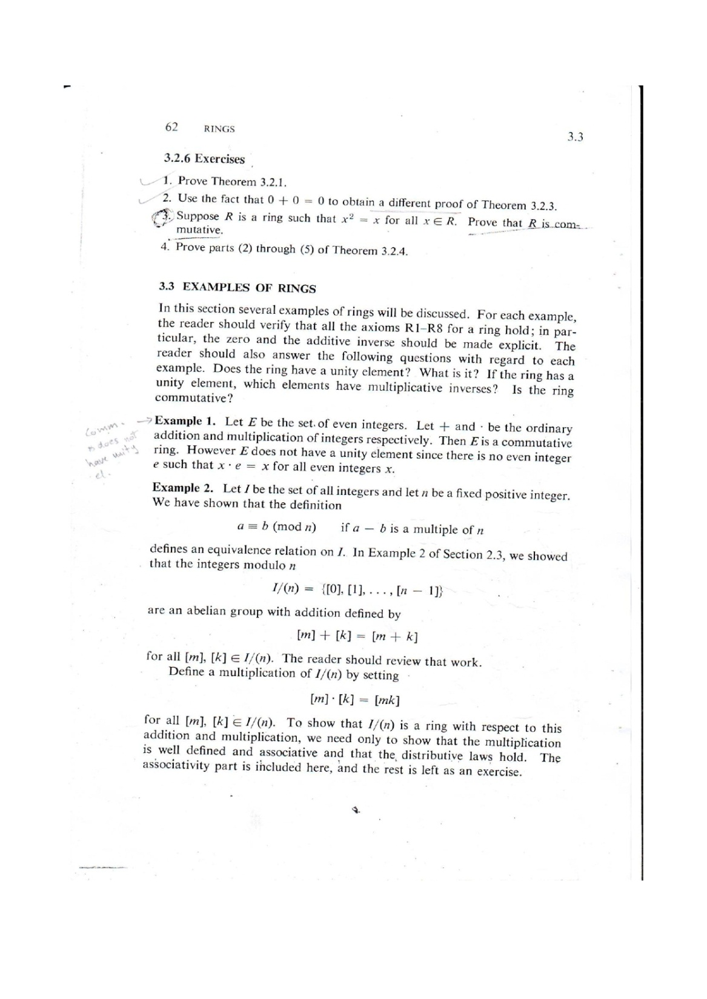 62 RINGS
3.3
3.2.6 Exercises
1. Prove Theorem 3.2.1.
2. Use the fact that 0 + 0 = 0 to obtain a different proof of Theorem 3.2.3.
3. Suppose R is a ring such that x² = x for all x ∈ R. Prove that R is com-
mutative.
4. Prove parts (2) through (5) of Theorem 3.2.4.
3.3 EXAMPLES OF RINGS
In this section several examples of rings will be discussed. For each example,
the reader should verify that all the axioms R1–R8 for a ring hold; in par-
ticular, the zero and the additive inverse should be made explicit. The
reader should also answer the following questions with regard to each
example. Does the ring have a unity element? What is it? If the ring has a
unity element, which elements have multiplicative inverses? Is the ring
commutative?
Comm.
does not
have unity
el.
→ Example 1. Let E be the set of even integers. Let + and · be the ordinary
addition and multiplication of integers respectively. Then E is a commutative
ring. However E does not have a unity element since there is no even integer
e such that x · e = x for all even integers x.
Example 2. Let I be the set of all integers and let n be a fixed positive integer.
We have shown that the definition
a ≡ b (mod n) if a − b is a multiple of n
defines an equivalence relation on I. In Example 2 of Section 2.3, we showed
that the integers modulo n
I/(n) = {[0], [1], . . . , [n − 1]}
are an abelian group with addition defined by
[m] + [k] = [m + k]
for all [m], [k] ∈ I/(n). The reader should review that work.
Define a multiplication of I/(n) by setting
[m] · [k] = [mk]
for all [m], [k] ∈ I/(n). To show that I/(n) is a ring with respect to this
addition and multiplication, we need only to show that the multiplication
is well defined and associative and that the distributive laws hold. The
associativity part is included here, and the rest is left as an exercise.